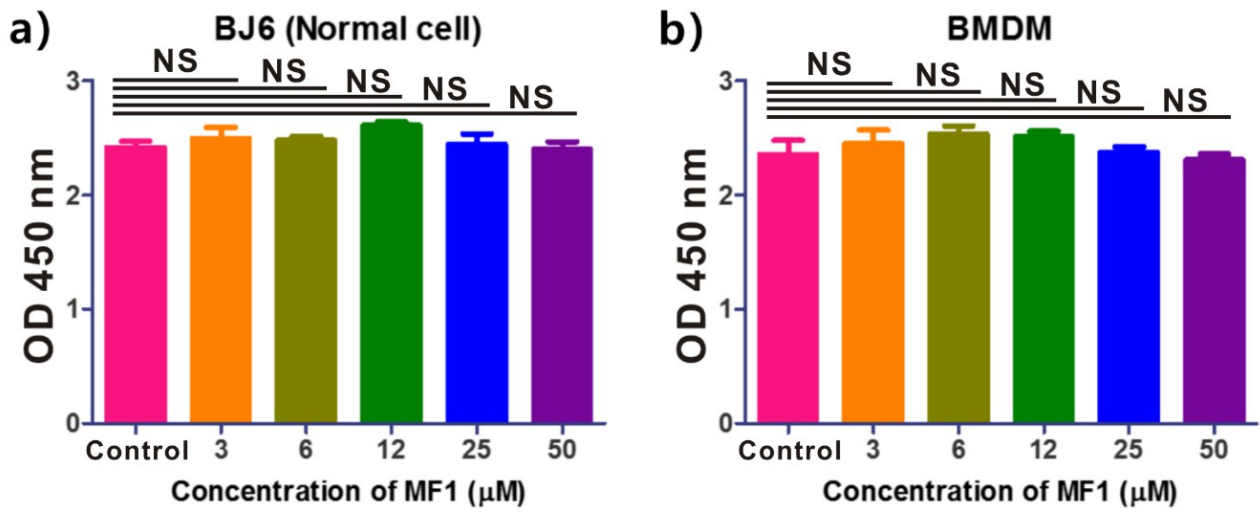 a)
BJ6 (Normal cell)
NS
NS
NS
NS
NS
OD 450 nm
3
2
1
0
Control 3 6 12 25 50
Concentration of MF1 (μM)
b)
BMDM
NS
NS
NS
NS
NS
OD 450 nm
3
2
1
0
Control 3 6 12 25 50
Concentration of MF1 (μM)